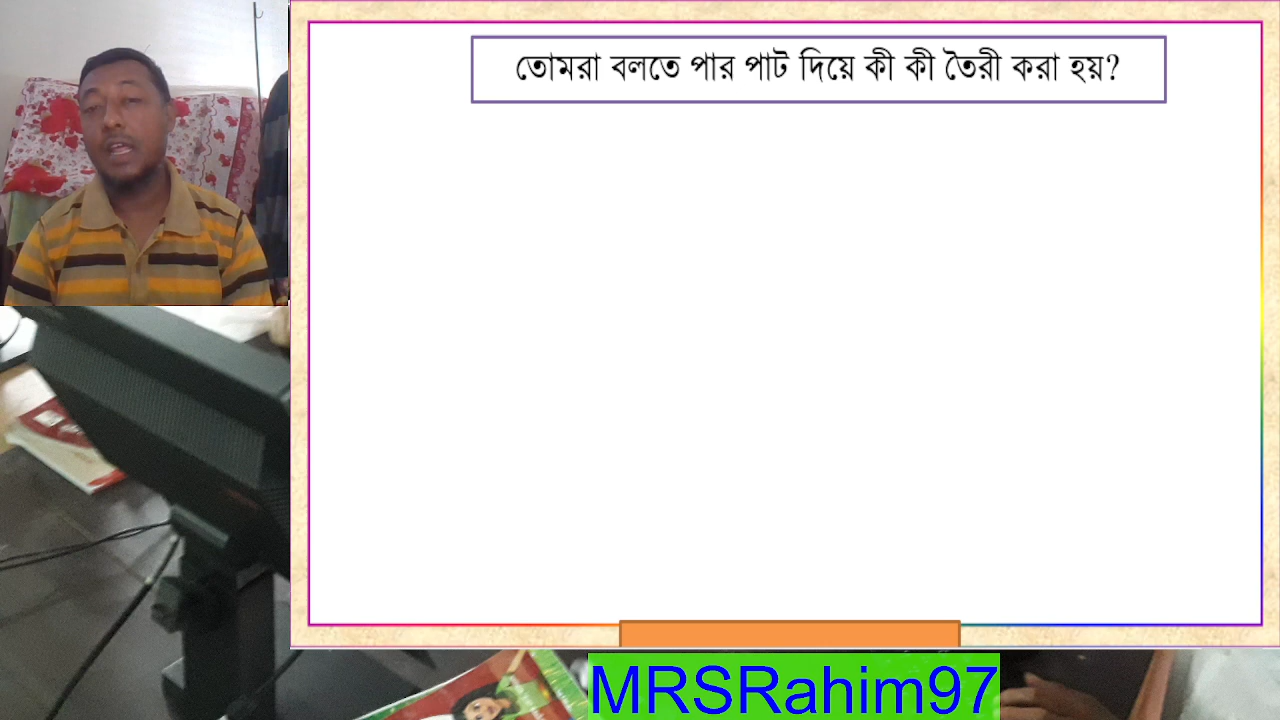 তোমরা বলতে পার পাট দিয়ে কী কী তৈরী করা হয়?
MRSRahim97